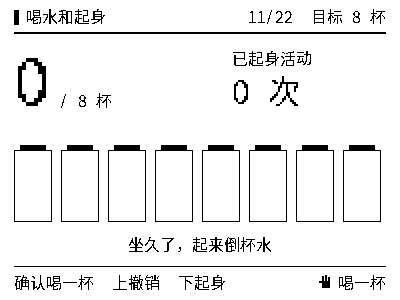 喝水和起身 11/22 目标 8 杯
已起身活动
0 / 8 杯 0 次
坐久了，起来倒杯水
确认喝一杯 上撤销 下起身 喝一杯